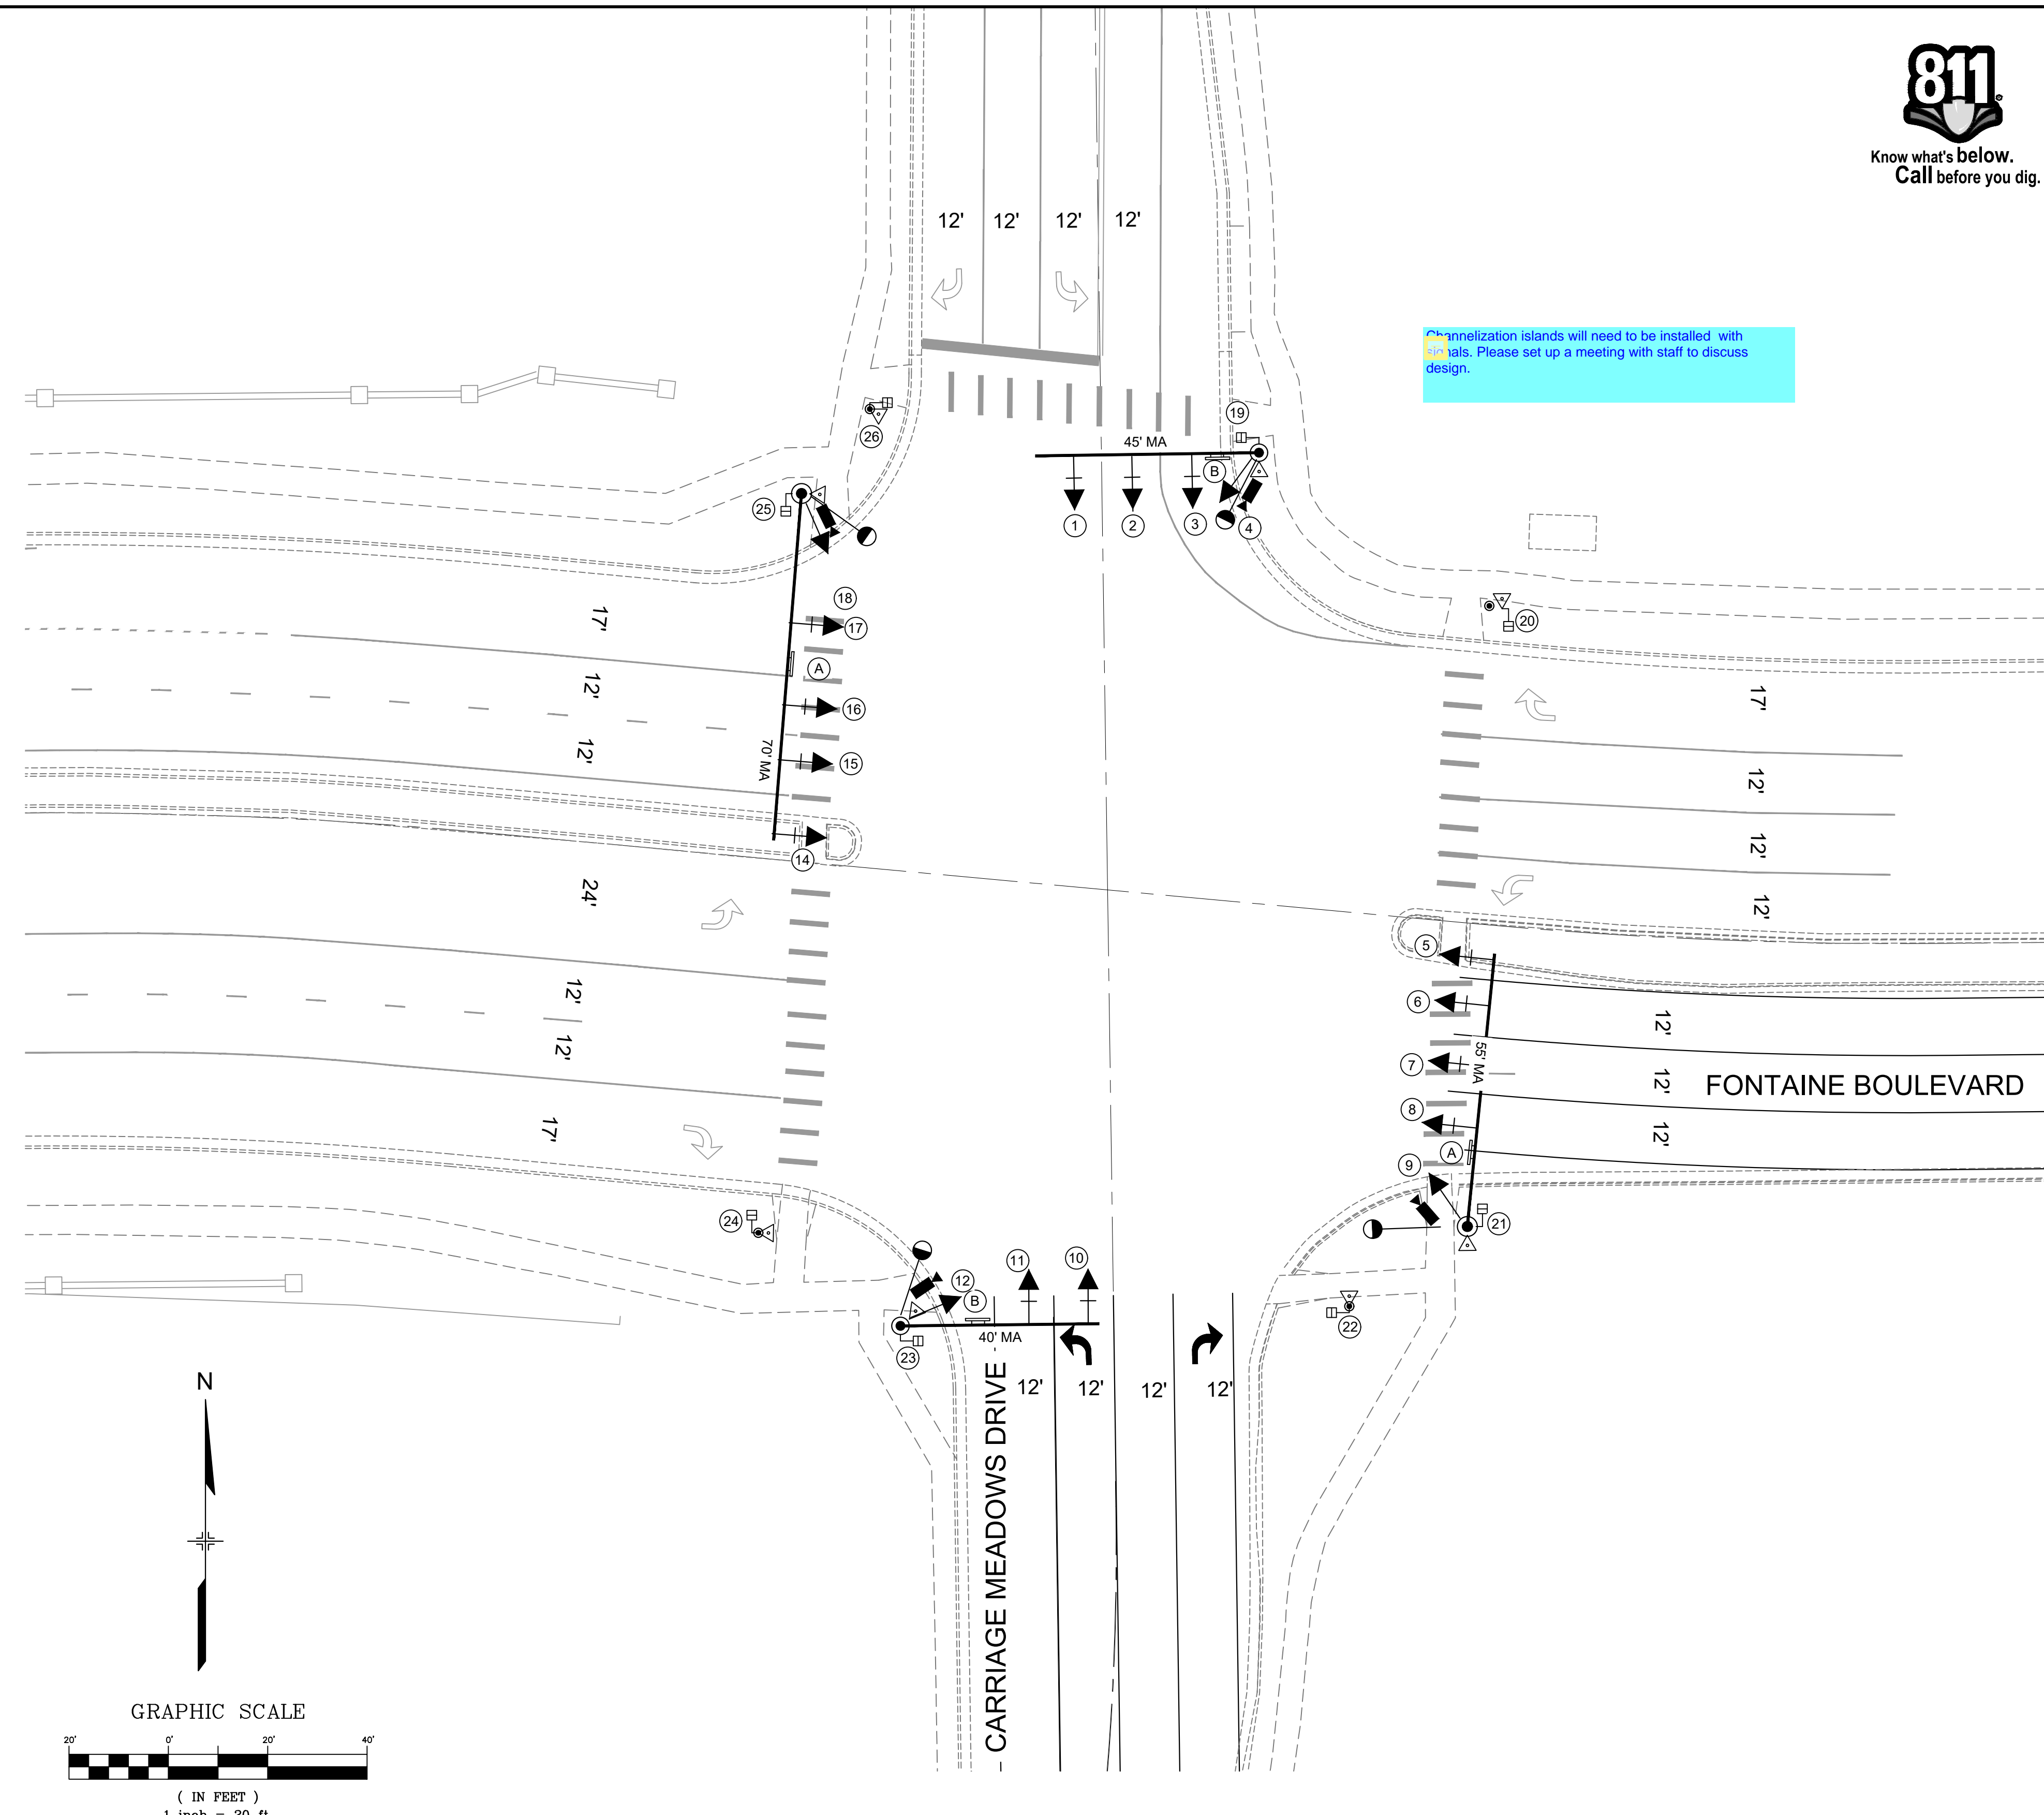 811
Know what's below.
Call before you dig.
12' 12' 12' 12'
Channelization islands will need to be installed with
signals. Please set up a meeting with staff to discuss
design.
19
26
45' MA
B
25
1 2 3 4
18
17
17'
20
A
12'
16
17'
12'
70' MA
15
12'
14
12'
24'
12'
5
12'
6
12'
12'
55' MA
7
12'
FONTAINE BOULEVARD
8
17'
12'
A
9
24
21
11 10
12
B
40' MA
22
23
12' 12' 12' 12'
CARRIAGE MEADOWS DRIVE
N
GRAPHIC SCALE
20' 0' 20' 40'
( IN FEET )